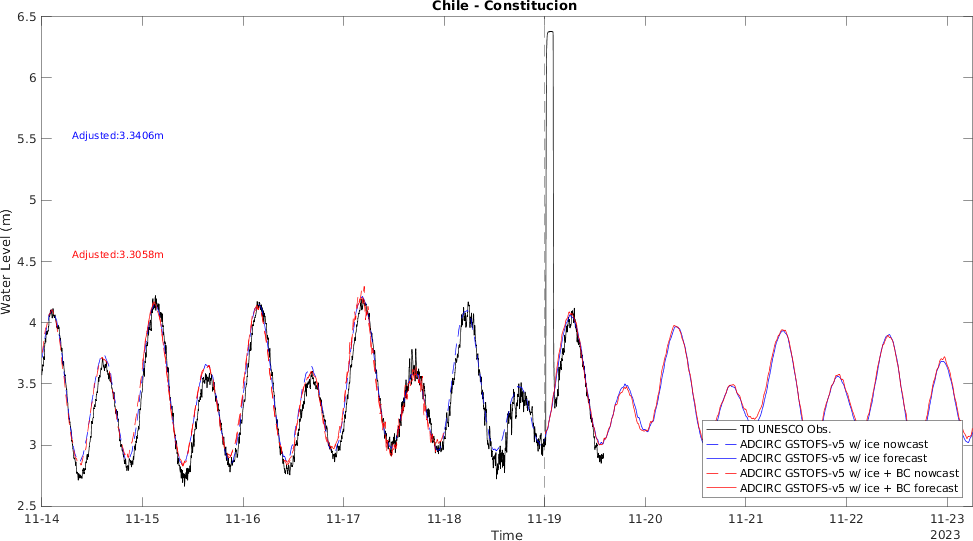 Chile - Constitucion
6.5
6
5.5
5
4.5
4
3.5
3
2.5
Water Level (m)
Adjusted:3.3406m
Adjusted:3.3058m
TD UNESCO Obs.
ADCIRC GSTOFS-v5 w/ ice nowcast
ADCIRC GSTOFS-v5 w/ ice forecast
ADCIRC GSTOFS-v5 w/ ice + BC nowcast
ADCIRC GSTOFS-v5 w/ ice + BC forecast
11-14 11-15 11-16 11-17 11-18 11-19 11-20 11-21 11-22 11-23
Time
2023